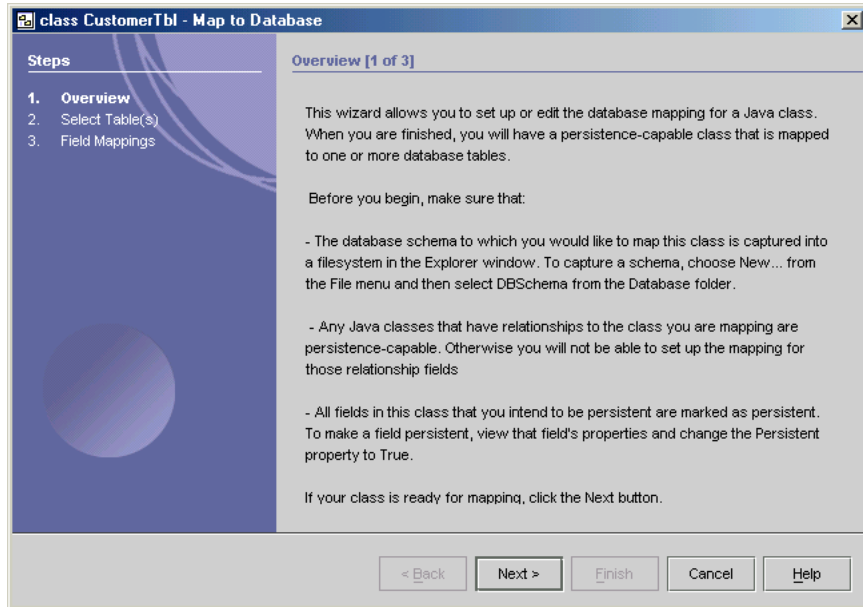 class CustomerTbl - Map to Database
Steps
1. Overview
2. Select Table(s)
3. Field Mappings
Overview [1 of 3]
This wizard allows you to set up or edit the database mapping for a Java class.
When you are finished, you will have a persistence-capable class that is mapped
to one or more database tables.
Before you begin, make sure that:
- The database schema to which you would like to map this class is captured into
a filesystem in the Explorer window. To capture a schema, choose New... from
the File menu and then select DBSchema from the Database folder.
- Any Java classes that have relationships to the class you are mapping are
persistence-capable. Otherwise you will not be able to set up the mapping for
those relationship fields
- All fields in this class that you intend to be persistent are marked as persistent.
To make a field persistent, view that field's properties and change the Persistent
property to True.
If your class is ready for mapping, click the Next button.
< Back
Next >
Finish
Cancel
Help